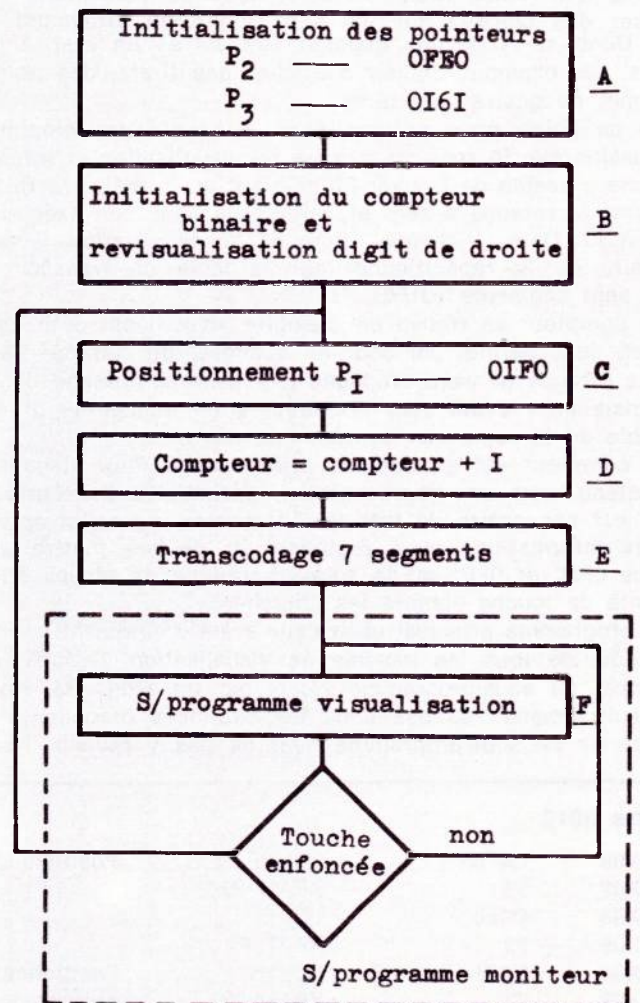 Initialisation des pointeurs
P2 —— OFEO
P3 —— OI6I
A
Initialisation du compteur
binaire et
revisualisation digit de droite
B
Positionnement PI —— OIFO
C
Compteur = compteur + I
D
Transcodage 7 segments
E
S/programme visualisation
F
Touche
enfoncée
non
S/programme moniteur